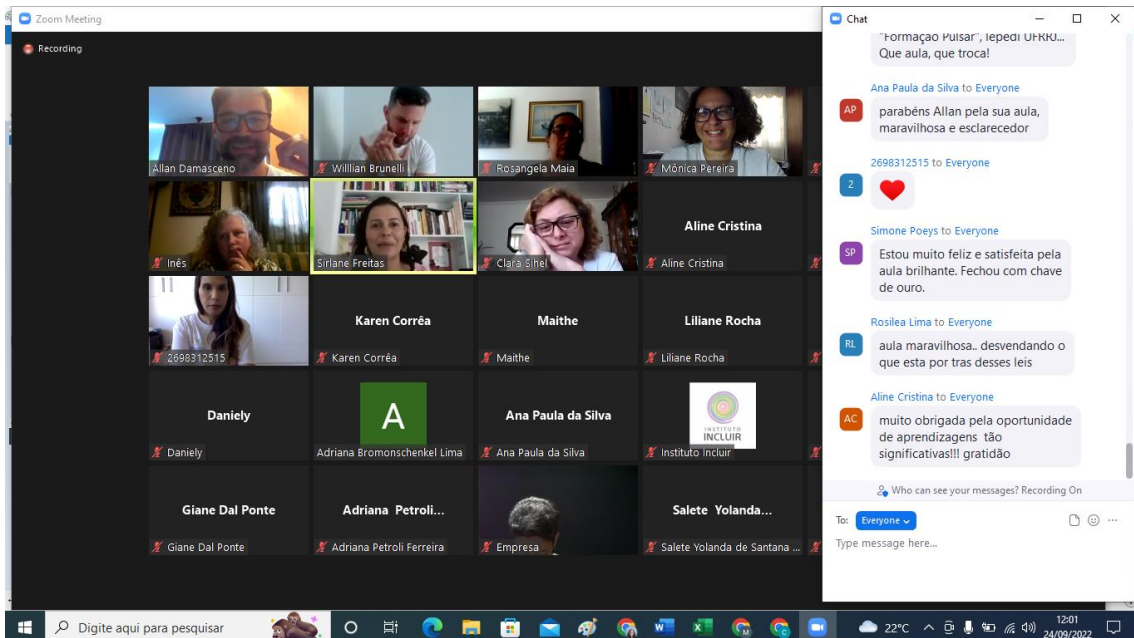 Zoom Meeting
Recording
Allan Damasceno
Willlian Brunelli
Rosangela Maia
Mônica Pereira
Inês
Sirlane Freitas
Clara Sihel
Aline Cristina
Aline Cristina
2698312515
Karen Corrêa
Karen Corrêa
Maithe
Maithe
Liliane Rocha
Liliane Rocha
Daniely
Daniely
A
Adriana Bromonschenkel Lima
Ana Paula da Silva
Ana Paula da Silva
INSTITUTO
INCLUIR
Instituto Incluir
Giane Dal Ponte
Giane Dal Ponte
Adriana Petroli...
Adriana Petroli Ferreira
Empresa
Salete Yolanda...
Salete Yolanda de Santana ...
Chat
"Formação Pulsar", lepedi UFRRJ...
Que aula, que troca!
Ana Paula da Silva to Everyone
AP
parabéns Allan pela sua aula,
maravilhosa e esclarecedor
2698312515 to Everyone
2
Simone Poeys to Everyone
SP
Estou muito feliz e satisfeita pela
aula brilhante. Fechou com chave
de ouro.
Rosilea Lima to Everyone
RL
aula maravilhosa.. desvendando o
que esta por tras desses leis
Aline Cristina to Everyone
AC
muito obrigada pela oportunidade
de aprendizagens tão
significativas!!! gratidão
Who can see your messages? Recording On
To: Everyone
Type message here...
Digite aqui para pesquisar
22°C
12:01
24/09/2022